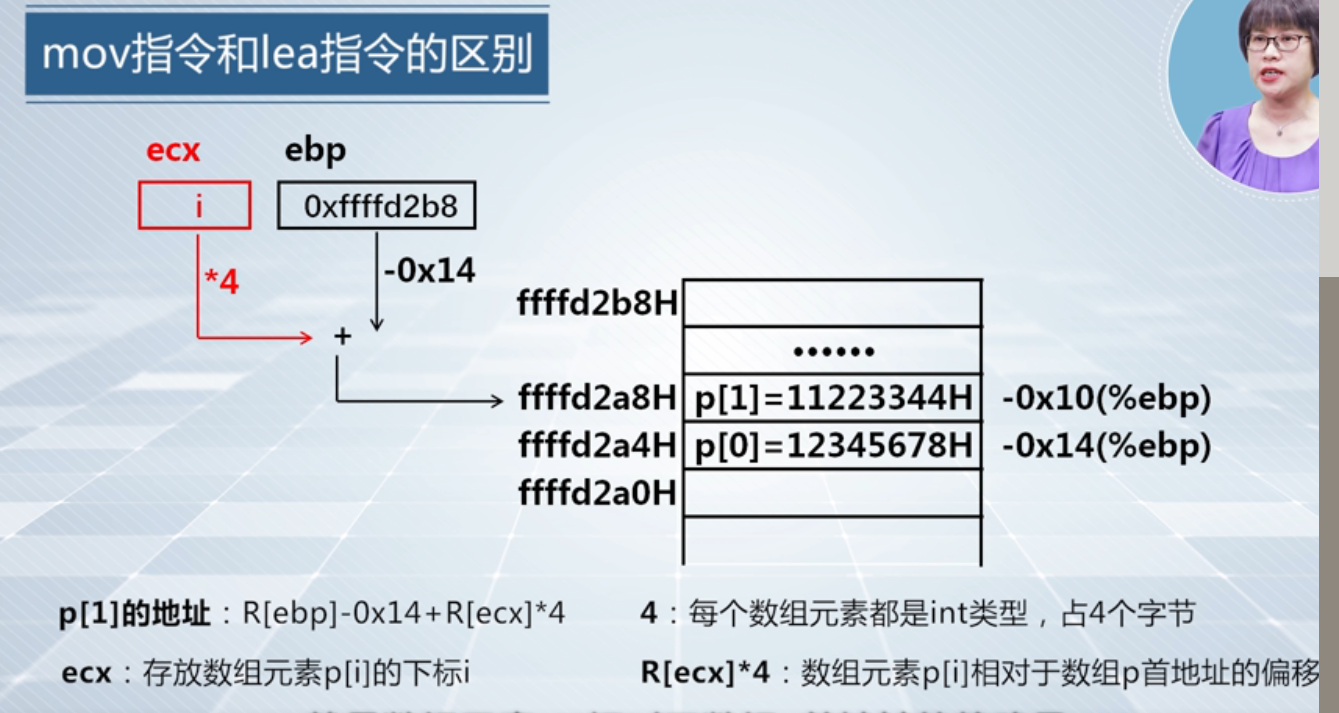 mov指令和lea指令的区别
ecx
ebp
i
0xffffd2b8
*4
-0x14
+
ffffd2b8H
••••••
ffffd2a8H p[1]=11223344H -0x10(%ebp)
ffffd2a4H p[0]=12345678H -0x14(%ebp)
ffffd2a0H
p[1]的地址：R[ebp]-0x14+R[ecx]*4
4：每个数组元素都是int类型，占4个字节
ecx：存放数组元素p[i]的下标i
R[ecx]*4：数组元素p[i]相对于数组p首地址的偏移